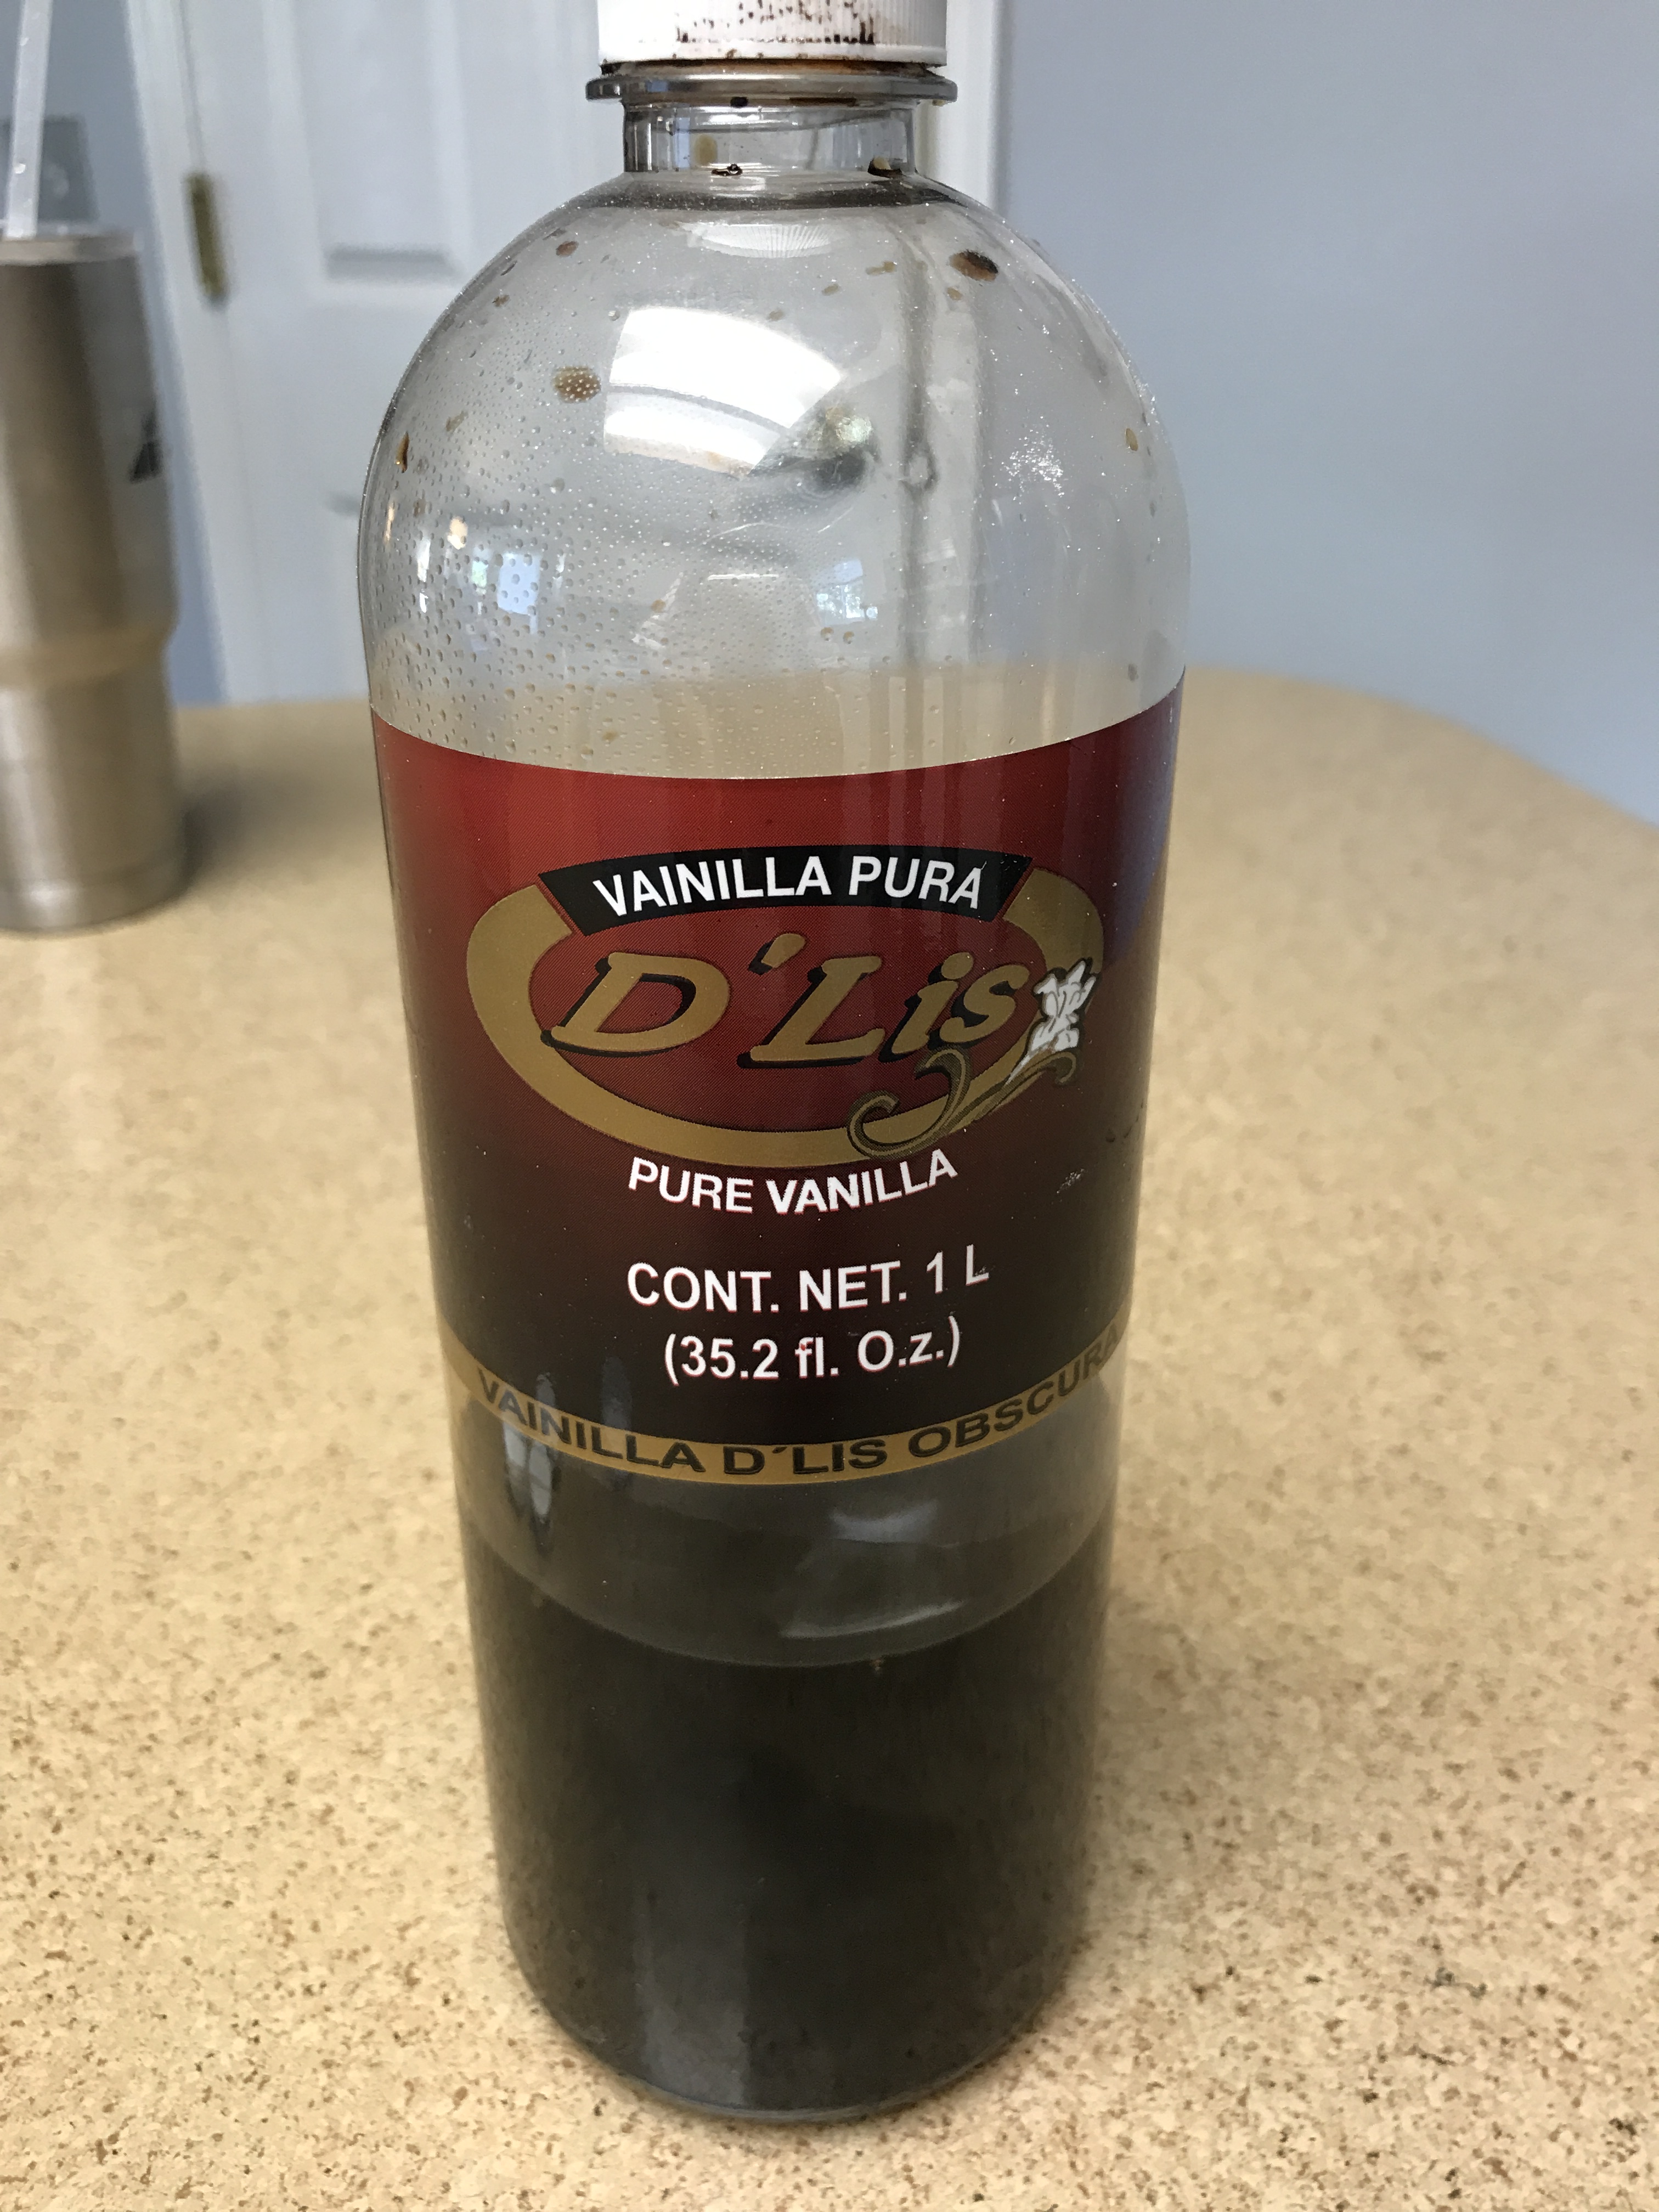 VAINILLA PURA
D'Lis
PURE VANILLA
CONT. NET. 1 L
(35.2 fl. O.z.)
VAINILLA D´LIS OBSCURA